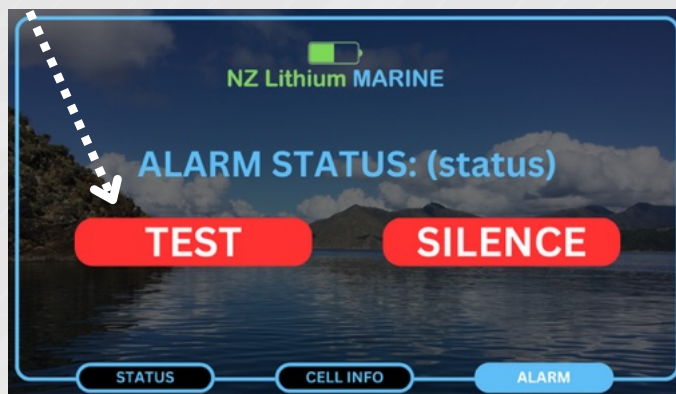 NZ Lithium MARINE
ALARM STATUS: (status)
TEST SILENCE
STATUS CELL INFO ALARM